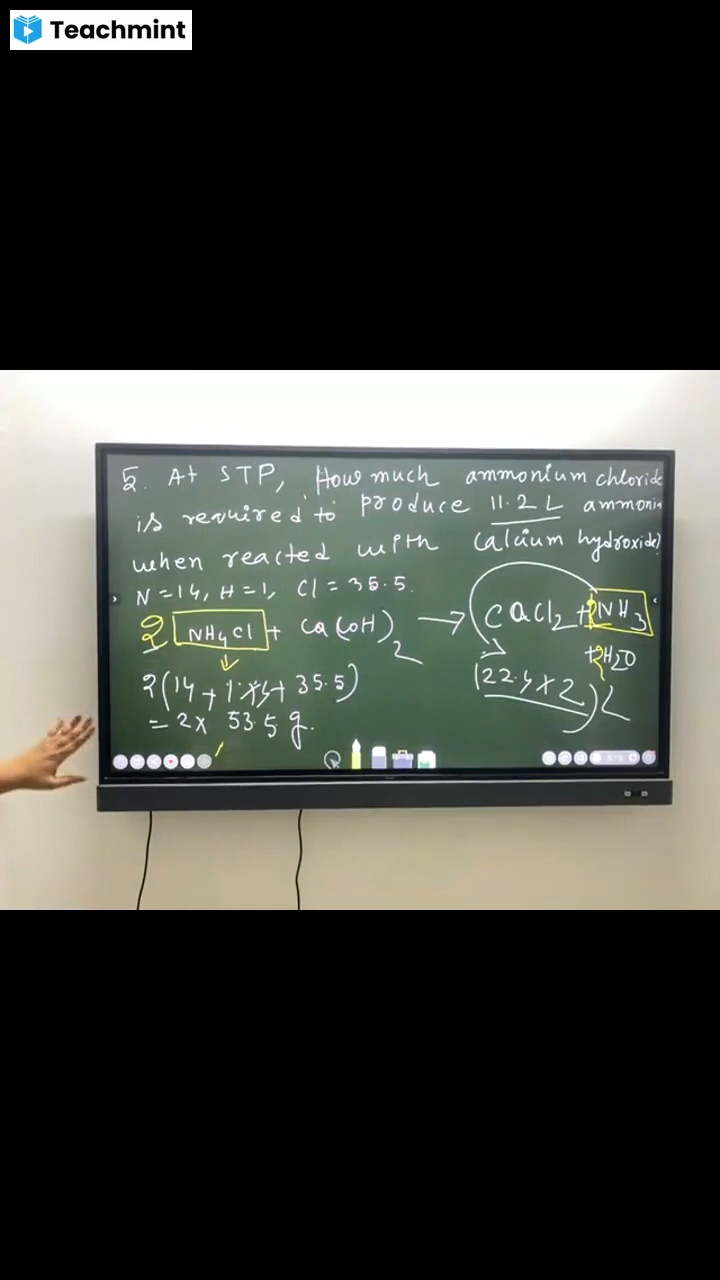 Teachmint
5. At STP, How much ammonium chloride
is required to produce 11.2 L ammonia
when reacted with calcium hydroxide)
N = 14, H = 1, Cl = 35.5.
2 NH4Cl + Ca(OH)2 → CaCl2 + 2NH3
+ 2H2O
2(14 + 1×4 + 35.5)
(22.4 × 2) L
= 2 × 53.5 g.